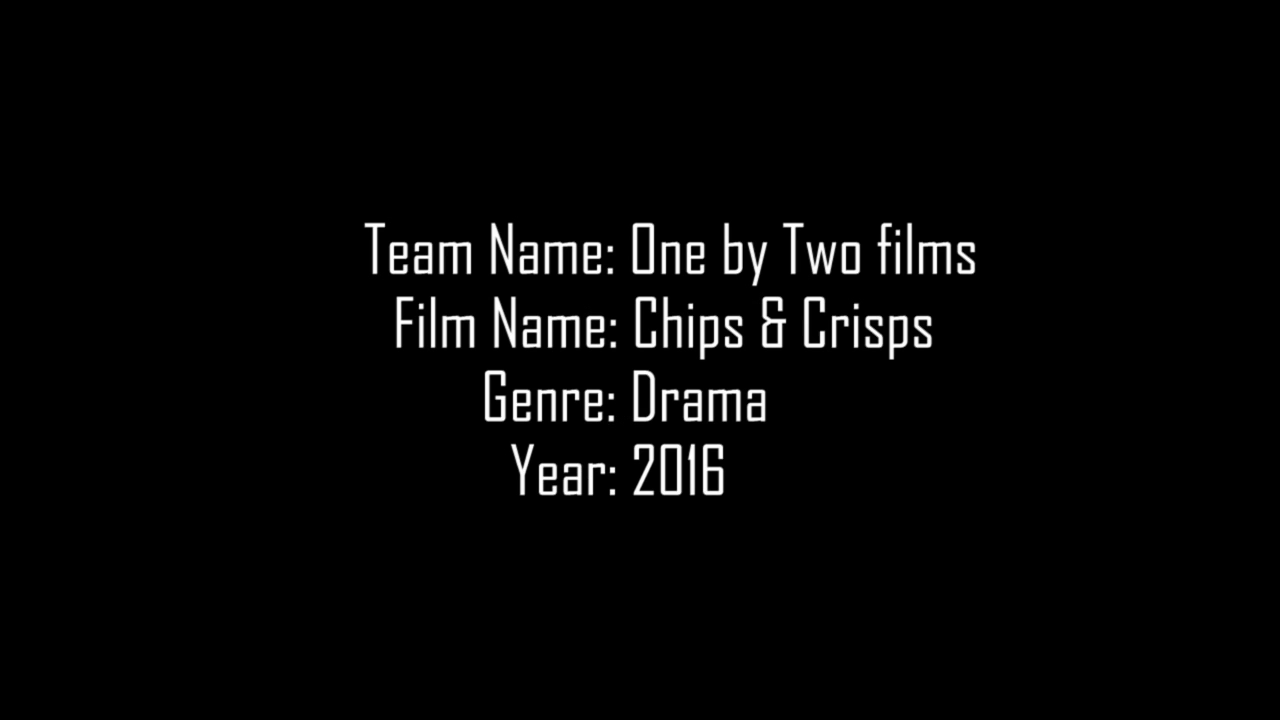 Team Name: One by Two films
Film Name: Chips & Crisps
Genre: Drama
Year: 2016